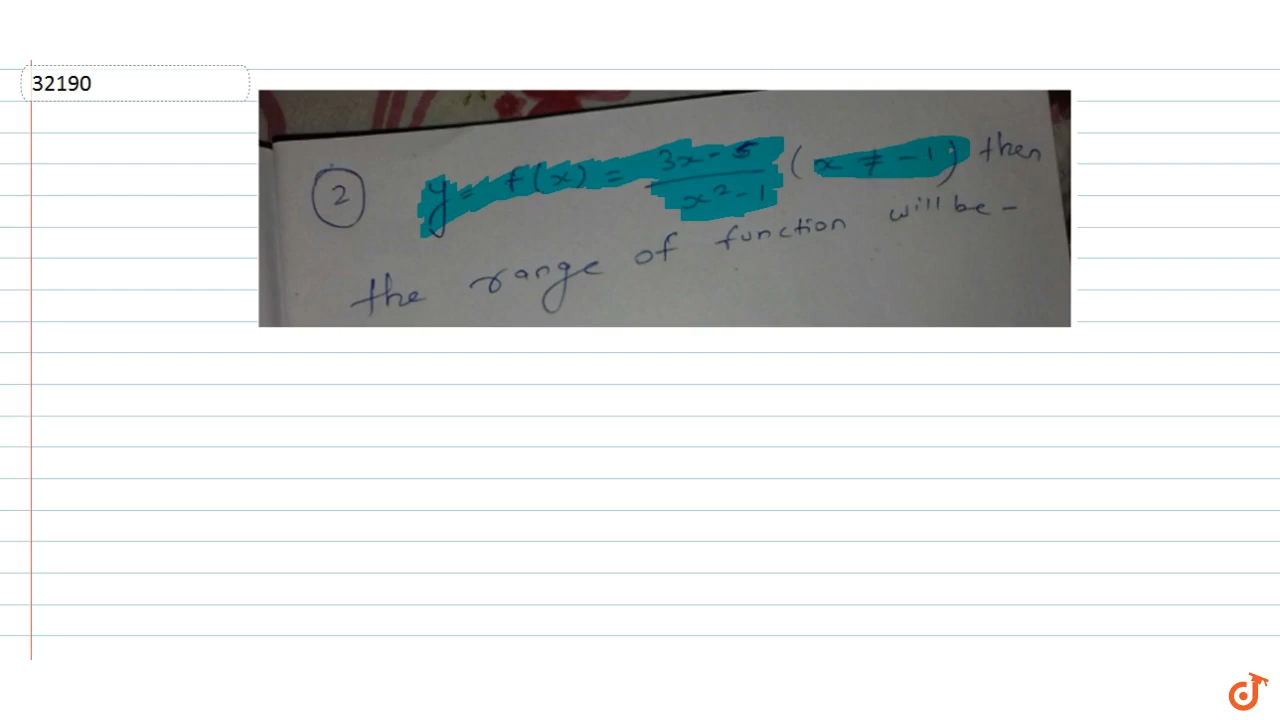 32190
2 y = f(x) = (3x - 5)/(x² - 1) (x ≠ -1) then
the range of function will be -